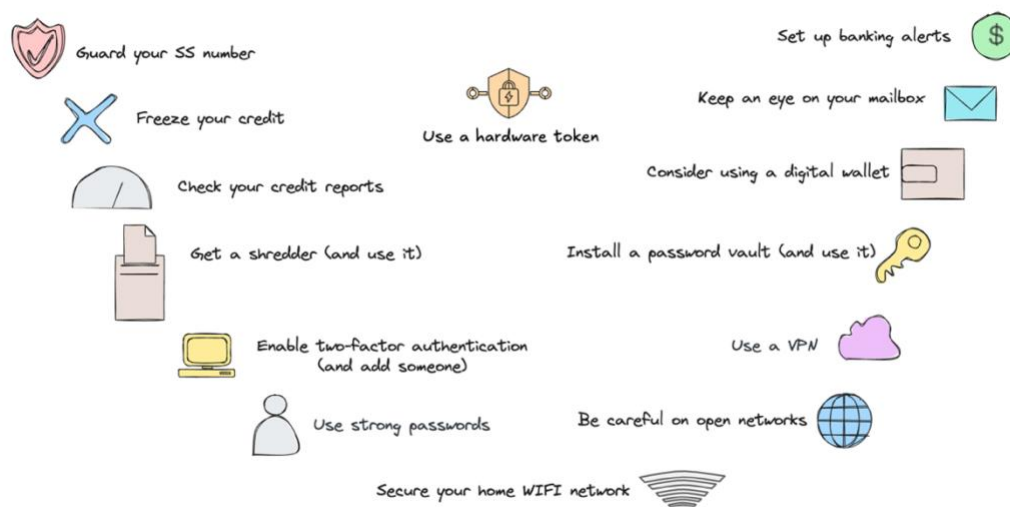 Guard your SS number
Freeze your credit
Check your credit reports
Get a shredder (and use it)
Enable two-factor authentication
(and add someone)
Use strong passwords
Secure your home WIFI network
Use a hardware token
Set up banking alerts
$
Keep an eye on your mailbox
Consider using a digital wallet
Install a password vault (and use it)
Use a VPN
Be careful on open networks